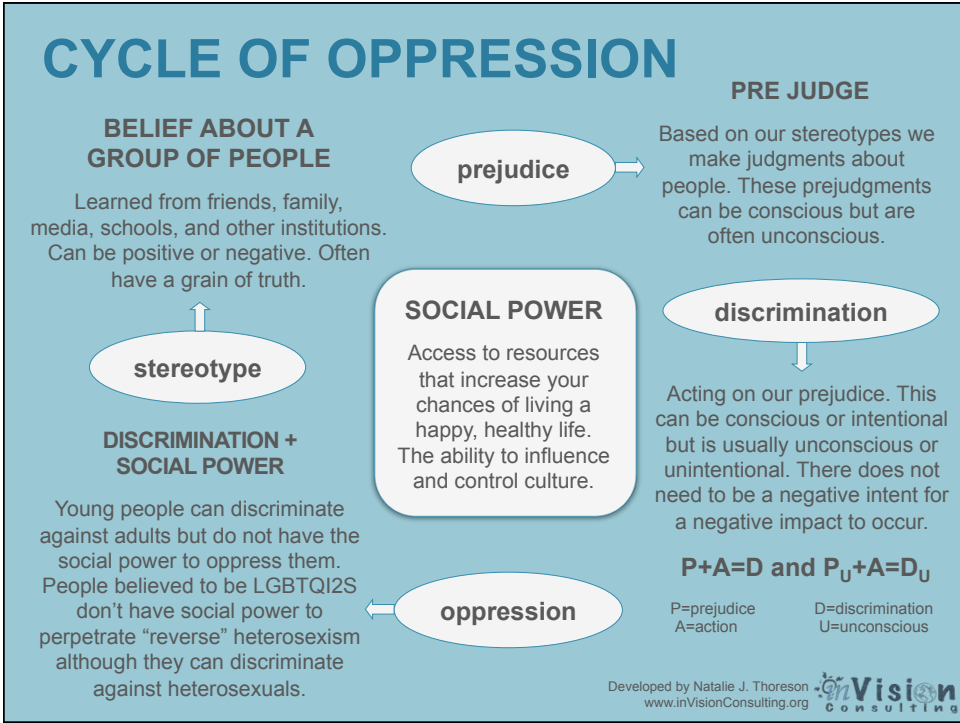 CYCLE OF OPPRESSION
BELIEF ABOUT A
GROUP OF PEOPLE
Learned from friends, family,
media, schools, and other institutions.
Can be positive or negative. Often
have a grain of truth.
prejudice
PRE JUDGE
Based on our stereotypes we
make judgments about
people. These prejudgments
can be conscious but are
often unconscious.
stereotype
SOCIAL POWER
Access to resources
that increase your
chances of living a
happy, healthy life.
The ability to influence
and control culture.
discrimination
Acting on our prejudice. This
can be conscious or intentional
but is usually unconscious or
unintentional. There does not
need to be a negative intent for
a negative impact to occur.
P+A=D and PU+A=DU
P=prejudice D=discrimination
A=action U=unconscious
DISCRIMINATION +
SOCIAL POWER
Young people can discriminate
against adults but do not have the
social power to oppress them.
People believed to be LGBTQI2S
don’t have social power to
perpetrate “reverse” heterosexism
although they can discriminate
against heterosexuals.
oppression
Developed by Natalie J. Thoreson
www.inVisionConsulting.org
inVision
Consulting